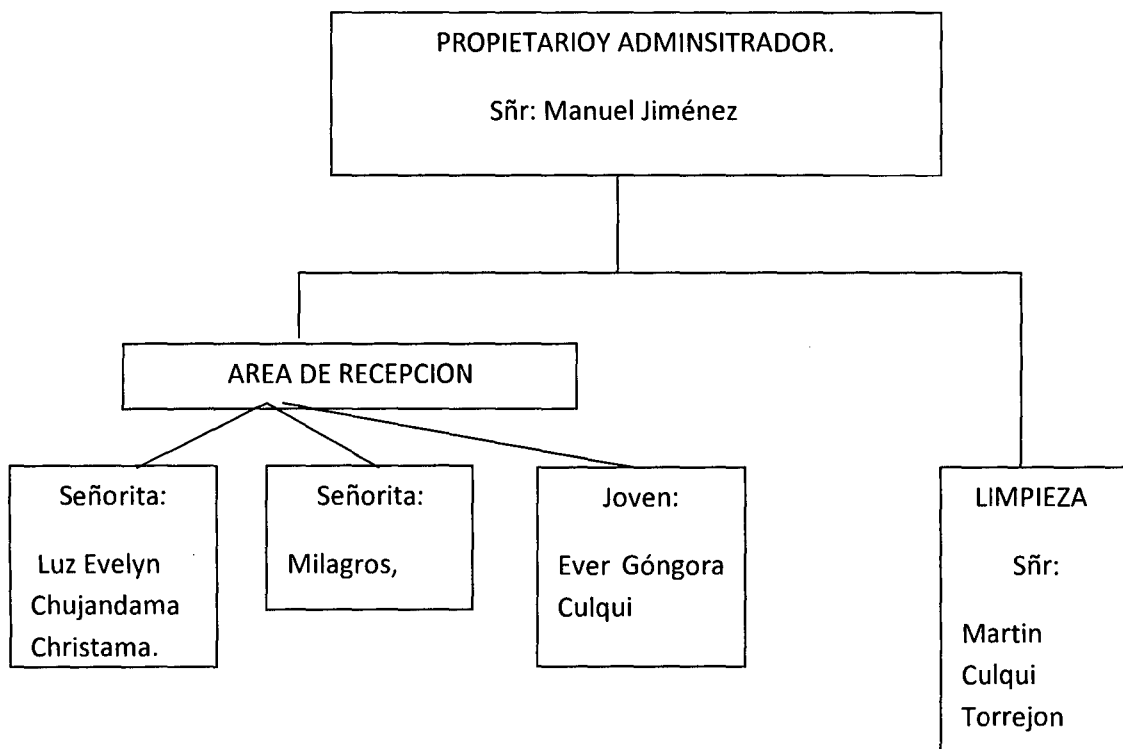 PROPIETARIOY ADMINSITRADOR.
Sñr: Manuel Jiménez
AREA DE RECEPCION
Señorita:
Luz Evelyn
Chujandama
Christama.
Señorita:
Milagros,
Joven:
Ever Góngora
Culqui
LIMPIEZA
Sñr:
Martin
Culqui
Torrejon